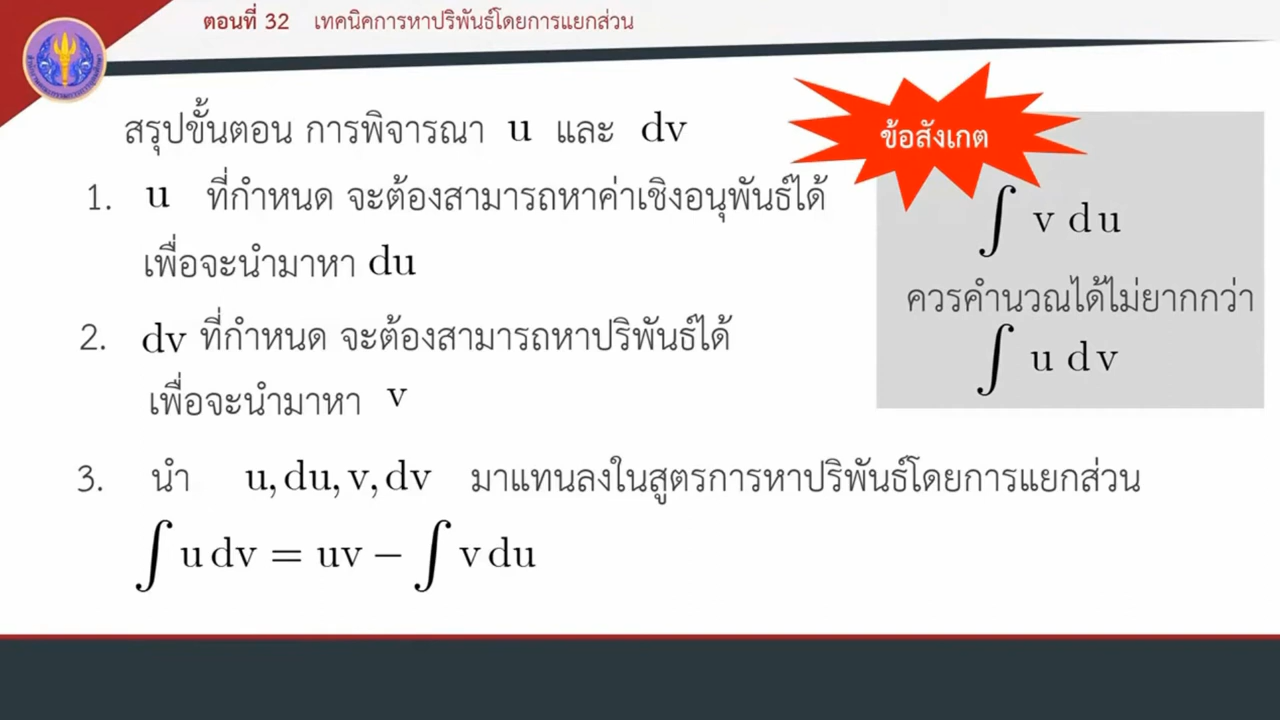 ตอนที่ 32 เทคนิคการหาปริพันธ์โดยการแยกส่วน
สรุปขั้นตอน การพิจารณา u และ dv
1. u ที่กำหนด จะต้องสามารถหาค่าเชิงอนุพันธ์ได้
เพื่อจะนำมาหา du
2. dv ที่กำหนด จะต้องสามารถหาปริพันธ์ได้
เพื่อจะนำมาหา v
3. นำ u, du, v, dv มาแทนลงในสูตรการหาปริพันธ์โดยการแยกส่วน
∫ u dv = uv − ∫ v du
ข้อสังเกต
∫ v du
ควรคำนวณได้ไม่ยากกว่า
∫ u dv